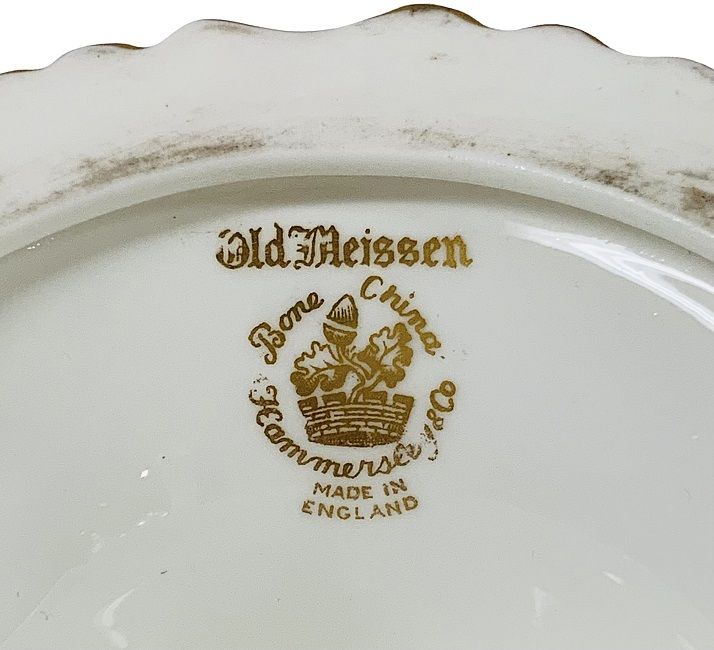 Old Meissen
Bone China
Hammersley & Co
MADE IN
ENGLAND